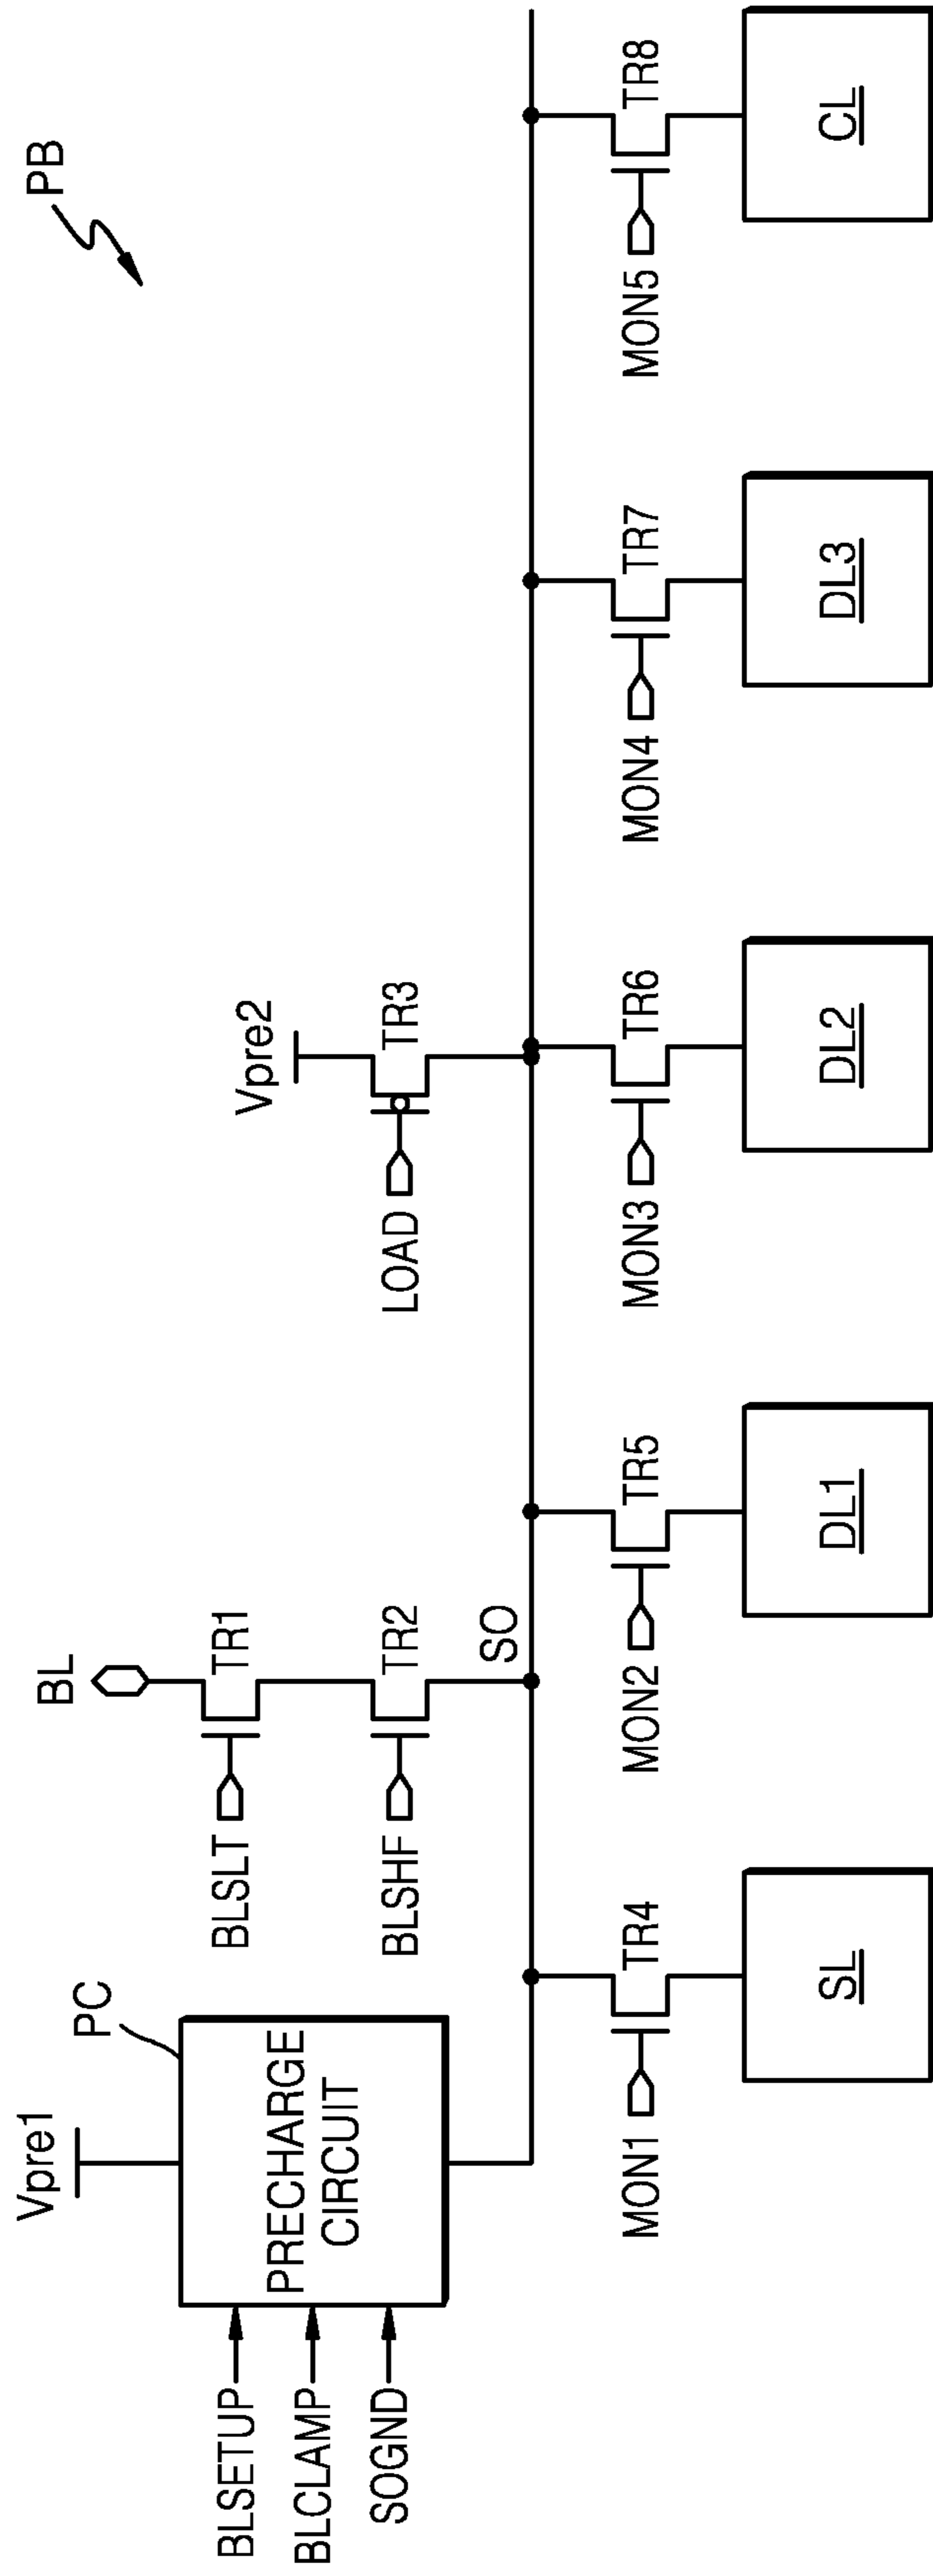 PB
Vpre1
PC
PRECHARGE
CIRCUIT
BLSETUP
BLCLAMP
SOGND
BL
BLSLT
TR1
BLSHF
TR2
SO
Vpre2
LOAD
TR3
MON1
TR4
SL
MON2
TR5
DL1
MON3
TR6
DL2
MON4
TR7
DL3
MON5
TR8
CL